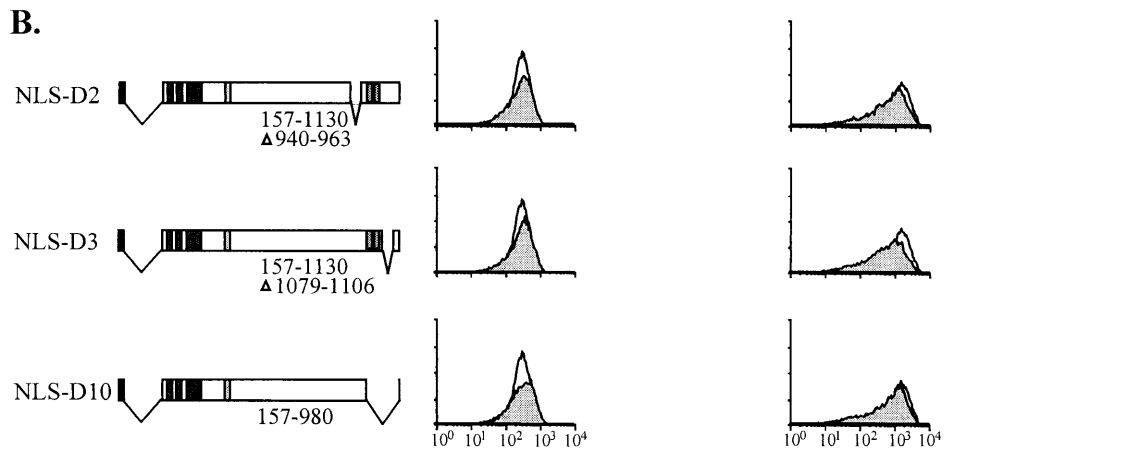 B.
NLS-D2
157-1130
Δ940-963
NLS-D3
157-1130
Δ1079-1106
NLS-D10
157-980
10⁰ 10¹ 10² 10³ 10⁴
10⁰ 10¹ 10² 10³ 10⁴